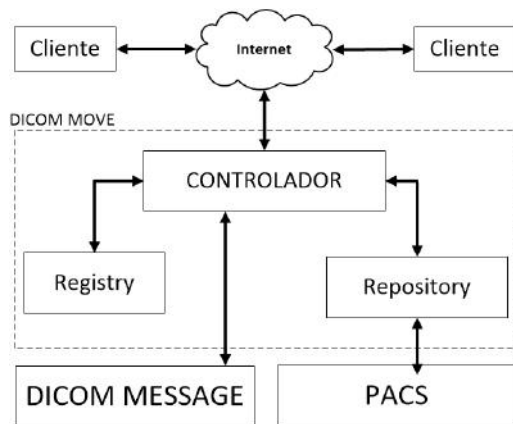 Cliente
Internet
Cliente
DICOM MOVE
CONTROLADOR
Registry
Repository
DICOM MESSAGE
PACS